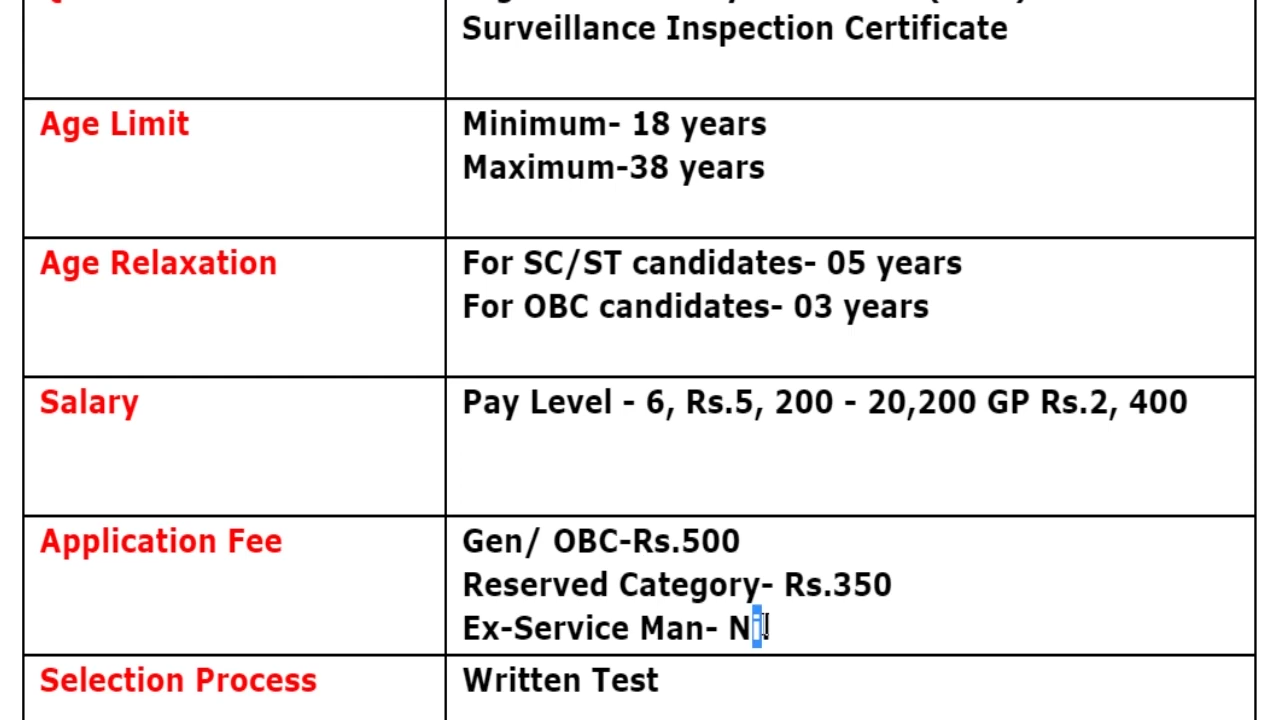 Surveillance Inspection Certificate
Age Limit
Minimum- 18 years
Maximum-38 years
Age Relaxation
For SC/ST candidates- 05 years
For OBC candidates- 03 years
Salary
Pay Level - 6, Rs.5, 200 - 20,200 GP Rs.2, 400
Application Fee
Gen/ OBC-Rs.500
Reserved Category- Rs.350
Ex-Service Man- Nil
Selection Process
Written Test